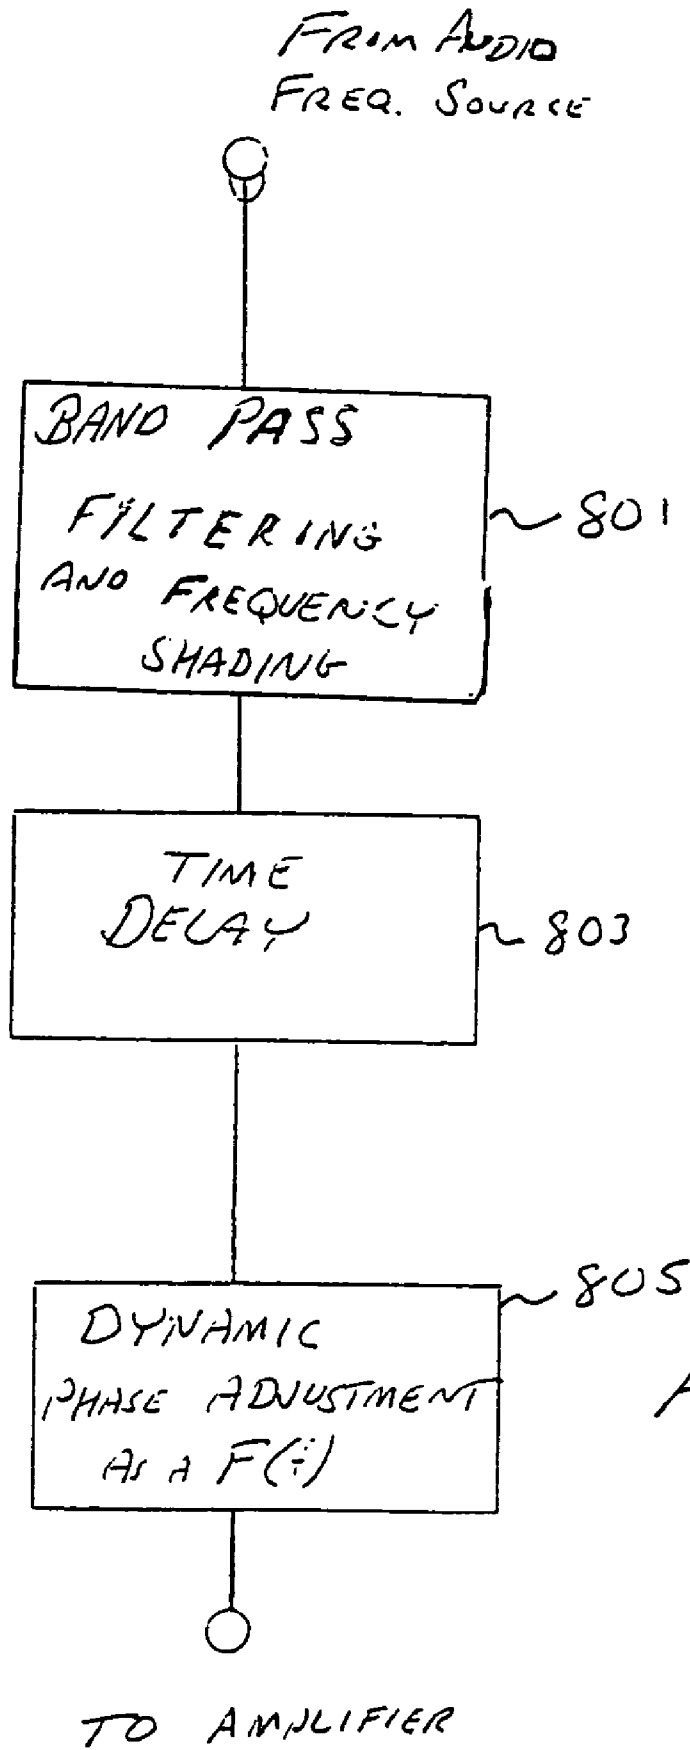 FROM AUDIO
FREQ. SOURCE
BAND PASS
FILTERING
AND FREQUENCY
SHADING
801
TIME
DELAY
803
805
DYNAMIC
PHASE ADJUSTMENT
AS A F(t)
TO AMPLIFIER